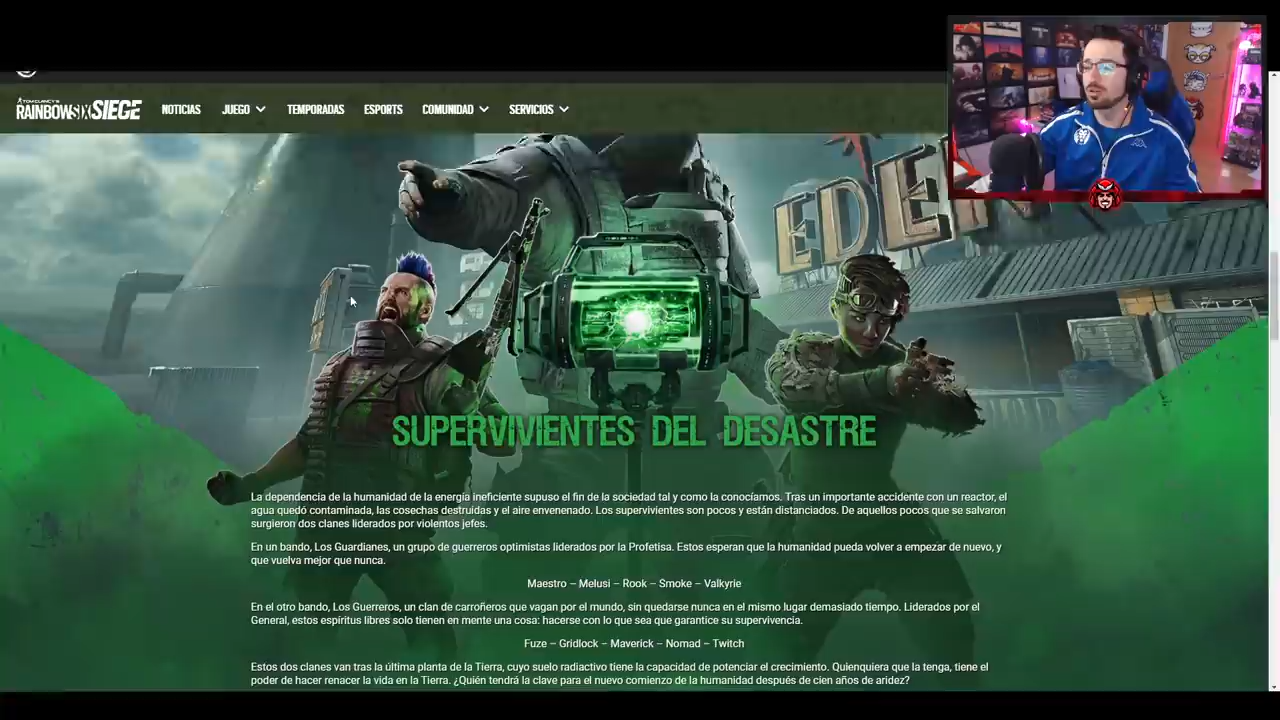 TOM CLANCY'S
RAINBOWSIXSIEGE
NOTICIAS
JUEGO
TEMPORADAS
ESPORTS
COMUNIDAD
SERVICIOS
EDEN
SUPERVIVIENTES DEL DESASTRE
La dependencia de la humanidad de la energía ineficiente supuso el fin de la sociedad tal y como la conocíamos. Tras un importante accidente con un reactor, el
agua quedó contaminada, las cosechas destruidas y el aire envenenado. Los supervivientes son pocos y están distanciados. De aquellos pocos que se salvaron
surgieron dos clanes liderados por violentos jefes.
En un bando, Los Guardianes, un grupo de guerreros optimistas liderados por la Profetisa. Estos esperan que la humanidad pueda volver a empezar de nuevo, y
que vuelva mejor que nunca.
Maestro – Melusi – Rook – Smoke – Valkyrie
En el otro bando, Los Guerreros, un clan de carroñeros que vagan por el mundo, sin quedarse nunca en el mismo lugar demasiado tiempo. Liderados por el
General, estos espíritus libres solo tienen en mente una cosa: hacerse con lo que sea que garantice su supervivencia.
Fuze – Gridlock – Maverick – Nomad – Twitch
Estos dos clanes van tras la última planta de la Tierra, cuyo suelo radiactivo tiene la capacidad de potenciar el crecimiento. Quienquiera que la tenga, tiene el
poder de hacer renacer la vida en la Tierra. ¿Quién tendrá la clave para el nuevo comienzo de la humanidad después de cien años de aridez?